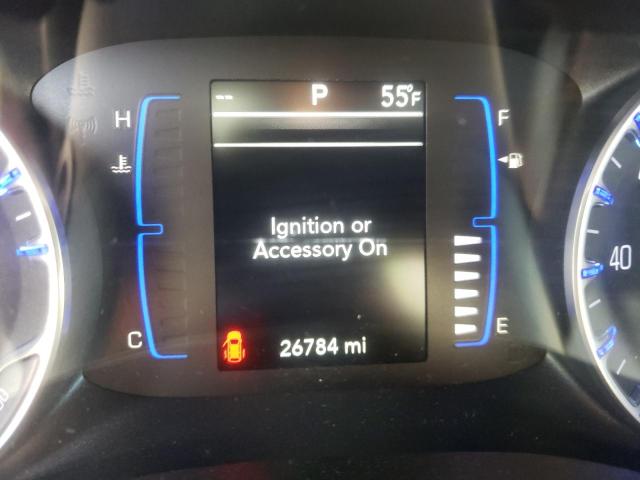 -- P 55°F
H F
Ignition or
Accessory On
40
C E
26784 mi